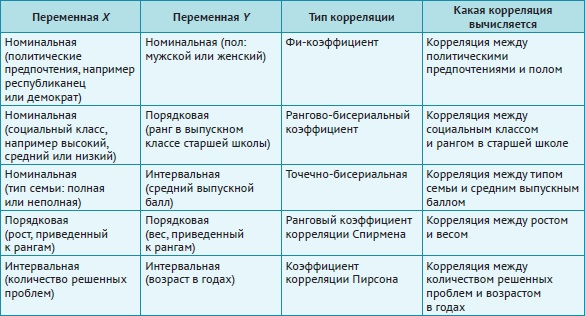 Переменная X
Переменная Y
Тип корреляции
Какая корреляция
вычисляется
Номинальная
(политические
предпочтения, например
республиканец
или демократ)
Номинальная (пол:
мужской или женский)
Фи-коэффициент
Корреляция между
политическими
предпочтениями и полом
Номинальная
(социальный класс,
например высокий,
средний или низкий)
Порядковая
(ранг в выпускном
классе старшей школы)
Рангово-бисериальный
коэффициент
Корреляция между
социальным классом
и рангом в старшей школе
Номинальная
(тип семьи: полная
или неполная)
Интервальная
(средний выпускной
балл)
Точечно-бисериальная
Корреляция между типом
семьи и средним выпускным
баллом
Порядковая
(рост, приведенный
к рангам)
Порядковая
(вес, приведенный
к рангам)
Ранговый коэффициент
корреляции Спирмена
Корреляция между ростом
и весом
Интервальная
(количество решенных
проблем)
Интервальная
(возраст в годах)
Коэффициент
корреляции Пирсона
Корреляция между
количеством решенных
проблем и возрастом
в годах